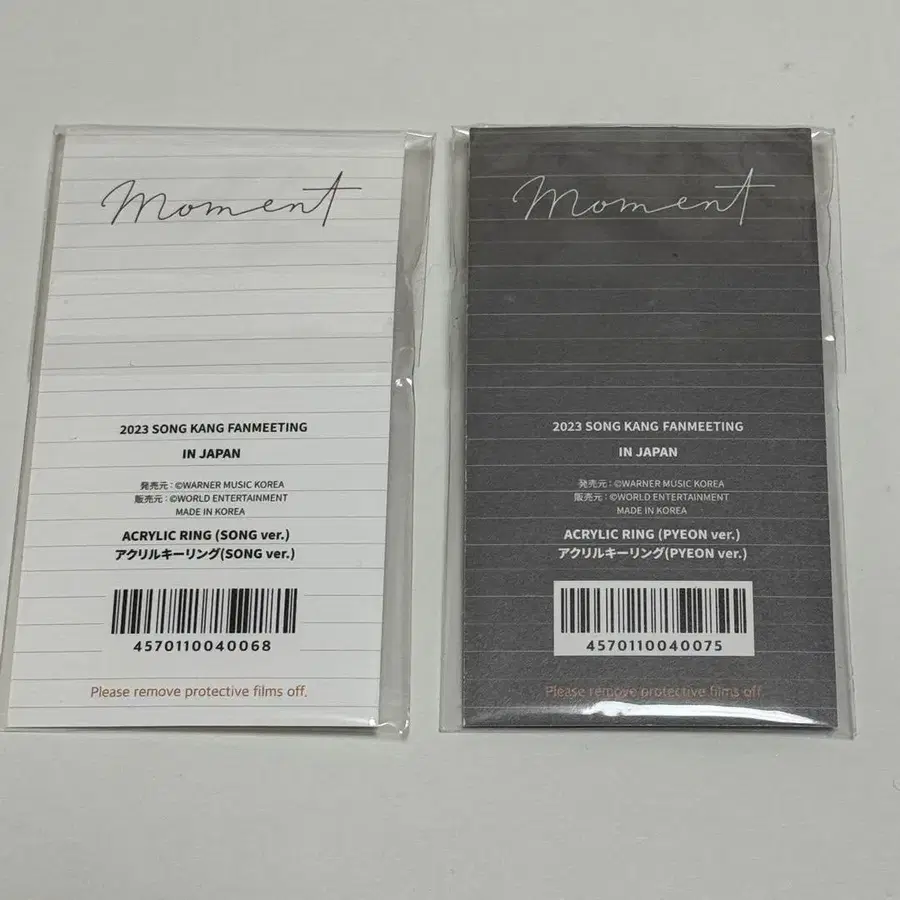 moment
2023 SONG KANG FANMEETING
IN JAPAN
発売元:©WARNER MUSIC KOREA
販売元:©WORLD ENTERTAINMENT
MADE IN KOREA
ACRYLIC RING (SONG ver.)
アクリルキーリング(SONG ver.)
4570110040068
Please remove protective films off.
moment
2023 SONG KANG FANMEETING
IN JAPAN
発売元:©WARNER MUSIC KOREA
販売元:©WORLD ENTERTAINMENT
MADE IN KOREA
ACRYLIC RING (PYEON ver.)
アクリルキーリング(PYEON ver.)
4570110040075
Please remove protective films off.